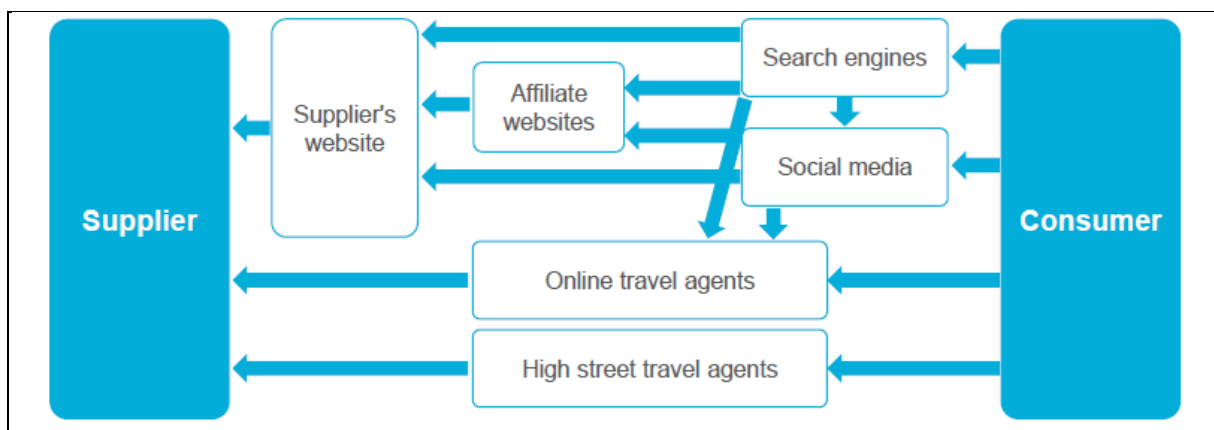 Supplier
Supplier's
website
Affiliate
websites
Search engines
Social media
Online travel agents
High street travel agents
Consumer